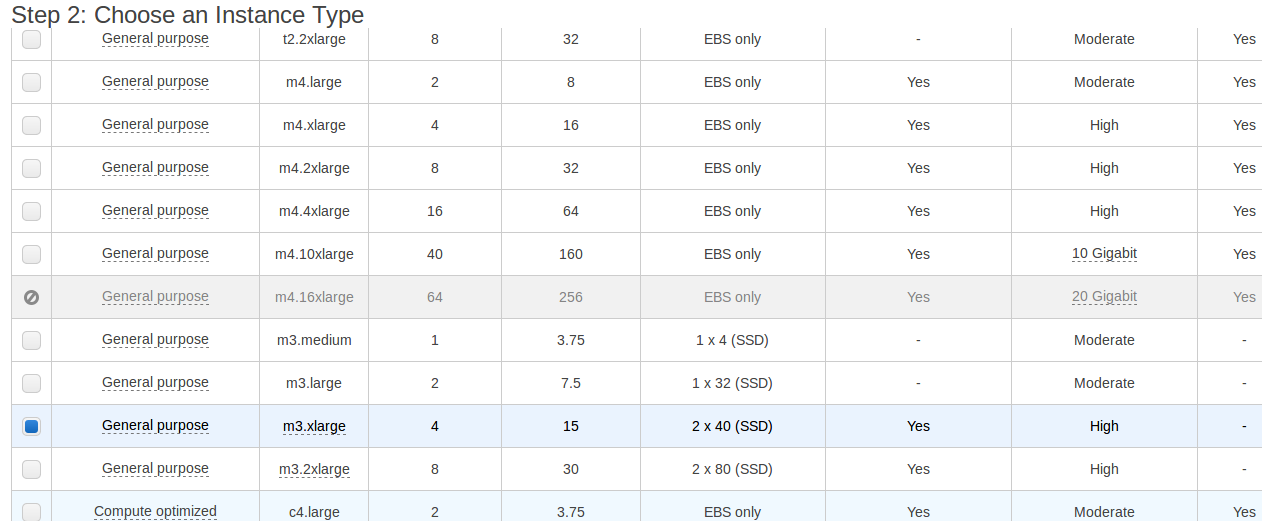 Step 2: Choose an Instance Type
General purpose t2.2xlarge 8 32 EBS only - Moderate Yes
General purpose m4.large 2 8 EBS only Yes Moderate Yes
General purpose m4.xlarge 4 16 EBS only Yes High Yes
General purpose m4.2xlarge 8 32 EBS only Yes High Yes
General purpose m4.4xlarge 16 64 EBS only Yes High Yes
General purpose m4.10xlarge 40 160 EBS only Yes 10 Gigabit Yes
General purpose m4.16xlarge 64 256 EBS only Yes 20 Gigabit Yes
General purpose m3.medium 1 3.75 1 x 4 (SSD) - Moderate -
General purpose m3.large 2 7.5 1 x 32 (SSD) - Moderate -
General purpose m3.xlarge 4 15 2 x 40 (SSD) Yes High -
General purpose m3.2xlarge 8 30 2 x 80 (SSD) Yes High -
Compute optimized c4.large 2 3.75 EBS only Yes Moderate Yes